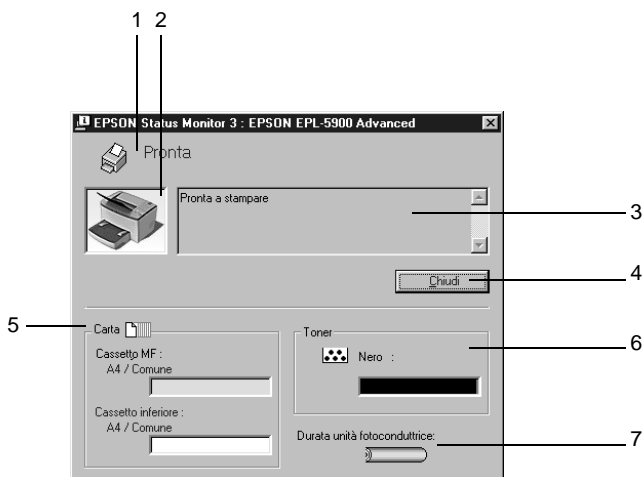 1 2
EPSON Status Monitor 3 : EPSON EPL-5900 Advanced
Pronta
Pronta a stampare
3
Chiudi
4
5
Carta
Cassetto MF :
A4 / Comune
Cassetto inferiore :
A4 / Comune
Toner
Nero :
6
Durata unità fotoconduttrice:
7